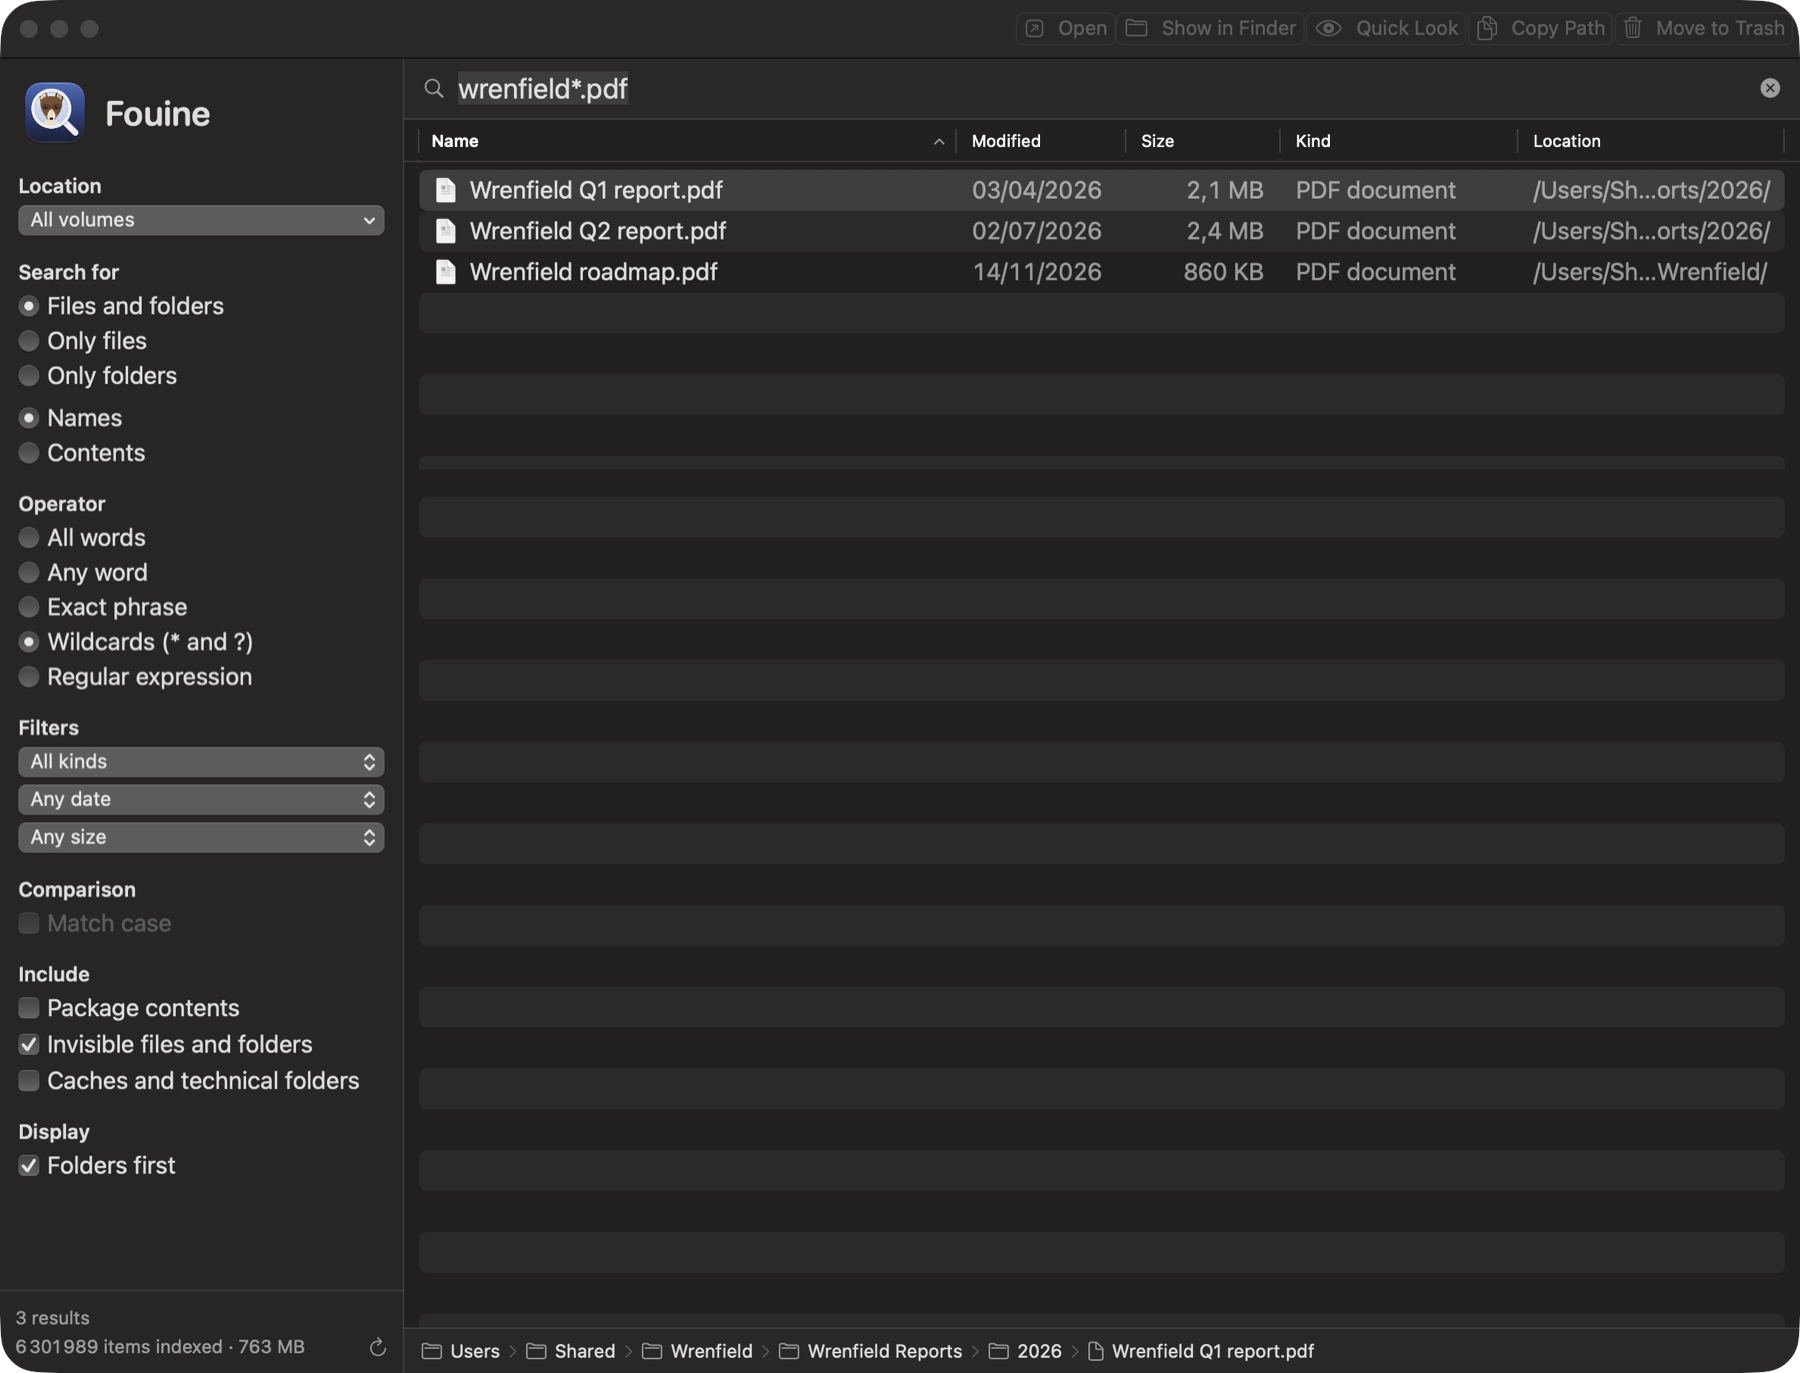 Open Show in Finder Quick Look Copy Path Move to Trash
Fouine
wrenfield*.pdf
Location
All volumes
Search for
Files and folders
Only files
Only folders
Names
Contents
Operator
All words
Any word
Exact phrase
Wildcards (* and ?)
Regular expression
Filters
All kinds
Any date
Any size
Comparison
Match case
Include
Package contents
Invisible files and folders
Caches and technical folders
Display
Folders first
3 results
6 301 989 items indexed · 763 MB
Name Modified Size Kind Location
Wrenfield Q1 report.pdf 03/04/2026 2,1 MB PDF document /Users/Sh...orts/2026/
Wrenfield Q2 report.pdf 02/07/2026 2,4 MB PDF document /Users/Sh...orts/2026/
Wrenfield roadmap.pdf 14/11/2026 860 KB PDF document /Users/Sh...Wrenfield/
Users Shared Wrenfield Wrenfield Reports 2026 Wrenfield Q1 report.pdf